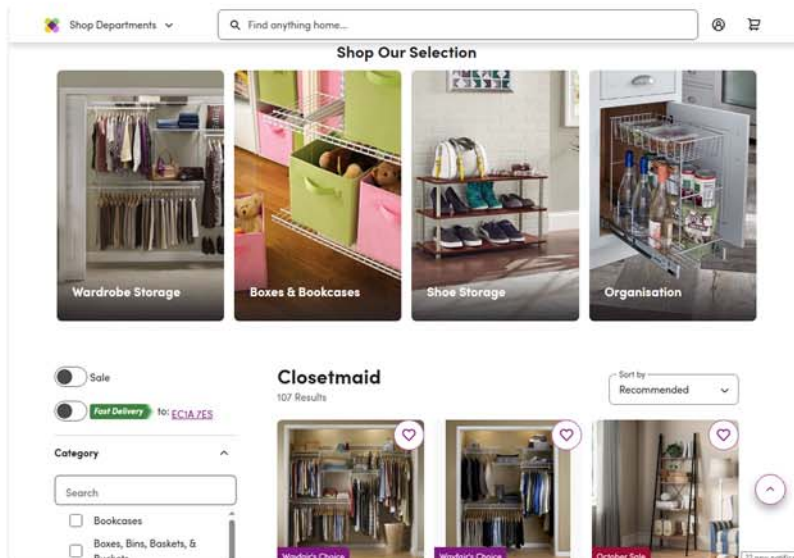 Shop Departments
Find anything home...
Shop Our Selection
Wardrobe Storage
Boxes & Bookcases
Shoe Storage
Organisation
Sale
Fast Delivery to: EC1A 7ES
Closetmaid
107 Results
Sort by
Recommended
Category
Search
Bookcases
Boxes, Bins, Baskets, &
Wayfair's Choice
Wayfair's Choice
October Sale